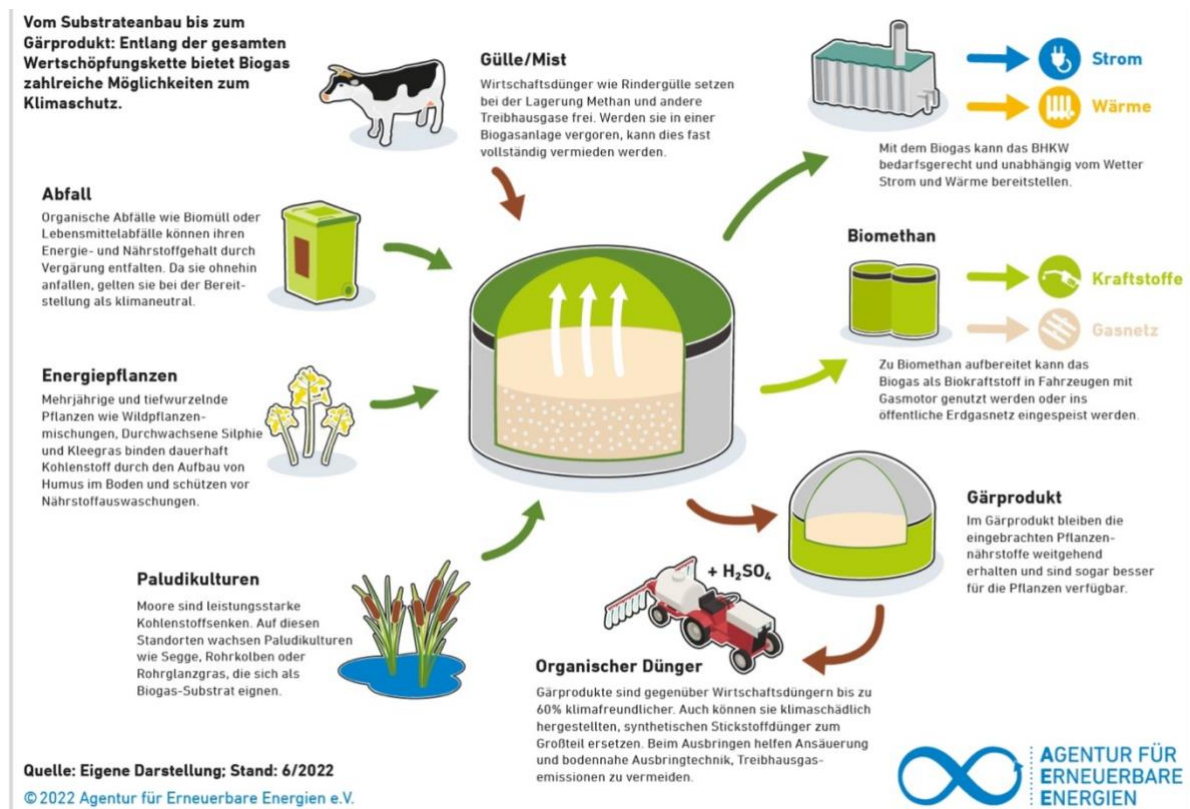 Vom Substrateanbau bis zum
Gärprodukt: Entlang der gesamten
Wertschöpfungskette bietet Biogas
zahlreiche Möglichkeiten zum
Klimaschutz.
Gülle/Mist
Wirtschaftsdünger wie Rindergülle setzen
bei der Lagerung Methan und andere
Treibhausgase frei. Werden sie in einer
Biogasanlage vergoren, kann dies fast
vollständig vermieden werden.
Strom
Wärme
Mit dem Biogas kann das BHKW
bedarfsgerecht und unabhängig vom Wetter
Strom und Wärme bereitstellen.
Abfall
Organische Abfälle wie Biomüll oder
Lebensmittelabfälle können ihren
Energie- und Nährstoffgehalt durch
Vergärung entfalten. Da sie ohnehin
anfallen, gelten sie bei der Bereit-
stellung als klimaneutral.
Biomethan
Kraftstoffe
Gasnetz
Zu Biomethan aufbereitet kann das
Biogas als Biokraftstoff in Fahrzeugen mit
Gasmotor genutzt werden oder ins
öffentliche Erdgasnetz eingespeist werden.
Energiepflanzen
Mehrjährige und tiefwurzelnde
Pflanzen wie Wildpflanzen-
mischungen, Durchwachsene Silphie
und Kleegras binden dauerhaft
Kohlenstoff durch den Aufbau von
Humus im Boden und schützen vor
Nährstoffauswaschungen.
Gärprodukt
Im Gärprodukt bleiben die
eingebrachten Pflanzen-
nährstoffe weitgehend
erhalten und sind sogar besser
für die Pflanzen verfügbar.
Paludikulturen
Moore sind leistungsstarke
Kohlenstoffsenken. Auf diesen
Standorten wachsen Paludikulturen
wie Segge, Rohrkolben oder
Rohrglanzgras, die sich als
Biogas-Substrat eignen.
+ H₂SO₄
Organischer Dünger
Gärprodukte sind gegenüber Wirtschaftsdüngern bis zu
60% klimafreundlicher. Auch können sie klimaschädlich
hergestellten, synthetischen Stickstoffdünger zum
Großteil ersetzen. Beim Ausbringen helfen Ansäuerung
und bodennahe Ausbringtechnik, Treibhausgas-
emissionen zu vermeiden.
Quelle: Eigene Darstellung; Stand: 6/2022
© 2022 Agentur für Erneuerbare Energien e.V.
AGENTUR FÜR
ERNEUERBARE
ENERGIEN